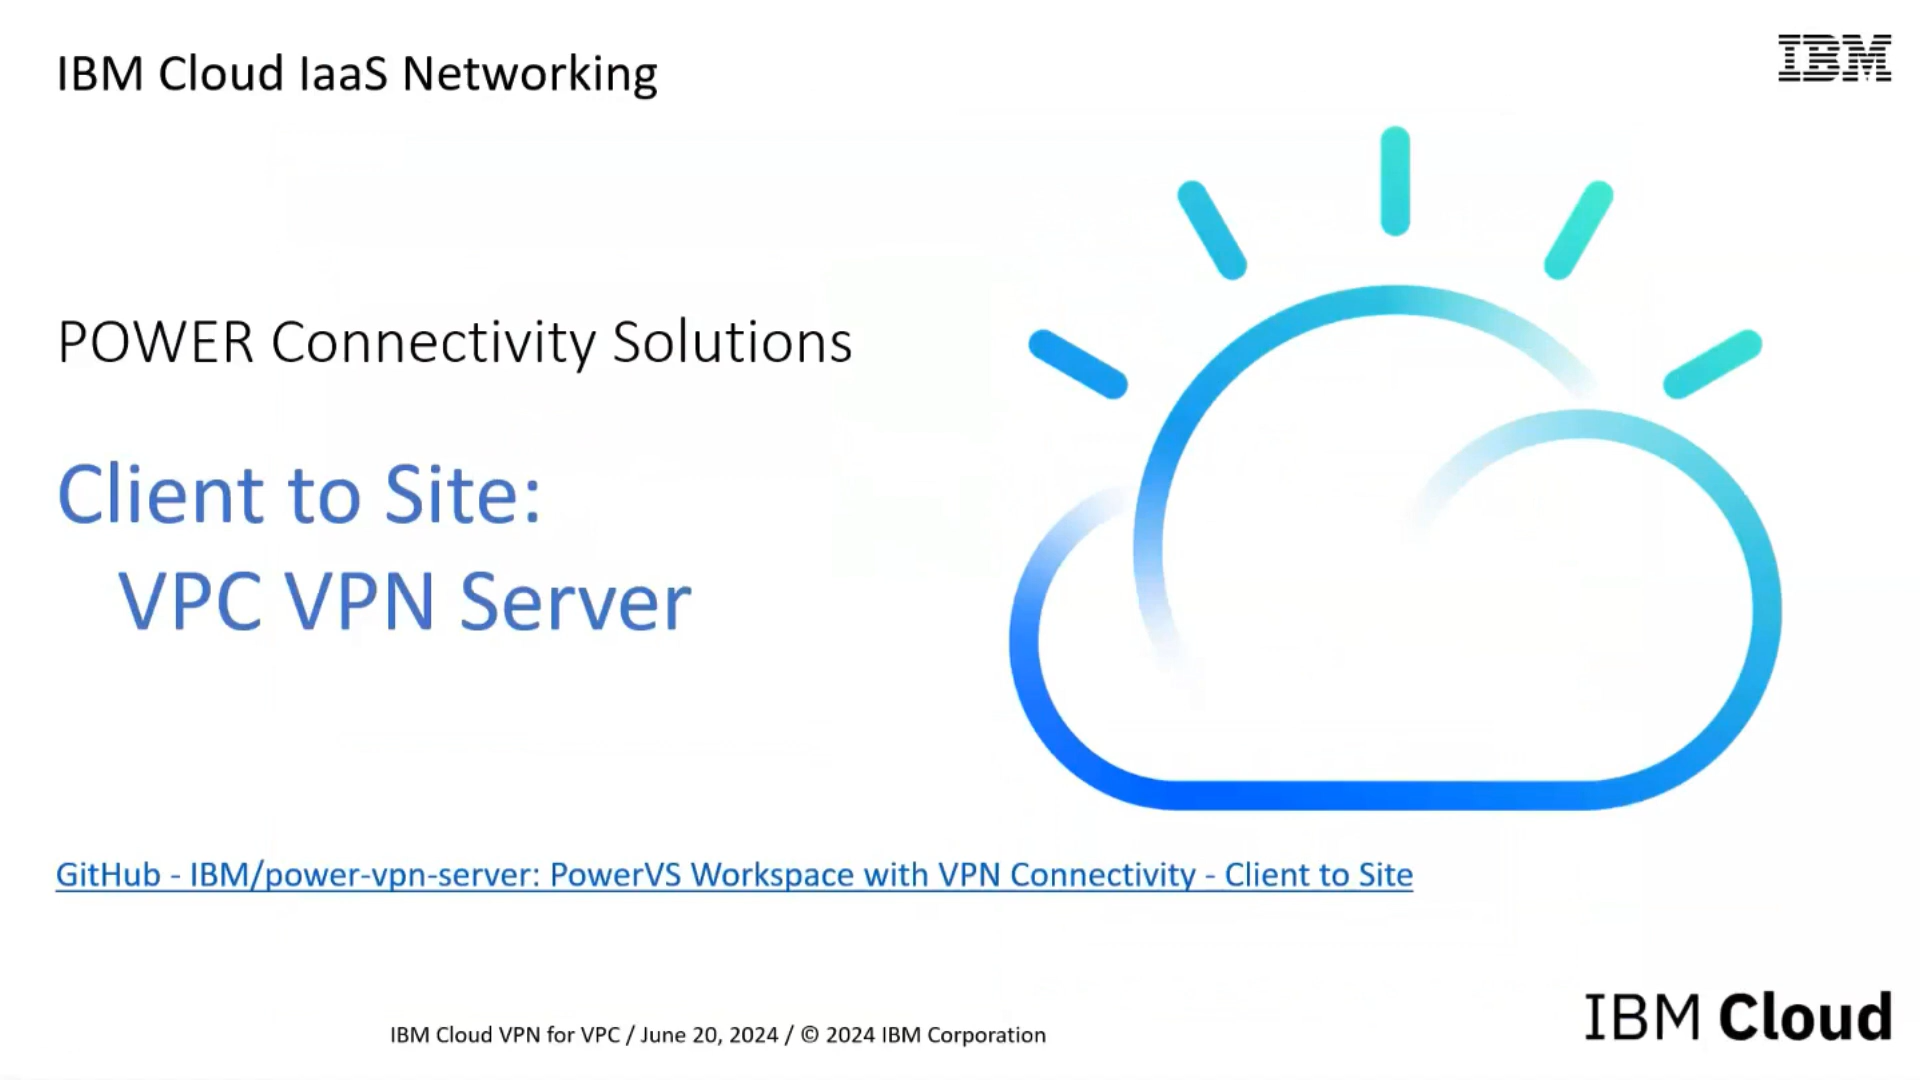 IBM Cloud IaaS Networking
IBM
POWER Connectivity Solutions
Client to Site:
VPC VPN Server
GitHub - IBM/power-vpn-server: PowerVS Workspace with VPN Connectivity - Client to Site
IBM Cloud VPN for VPC / June 20, 2024 / © 2024 IBM Corporation
IBM Cloud